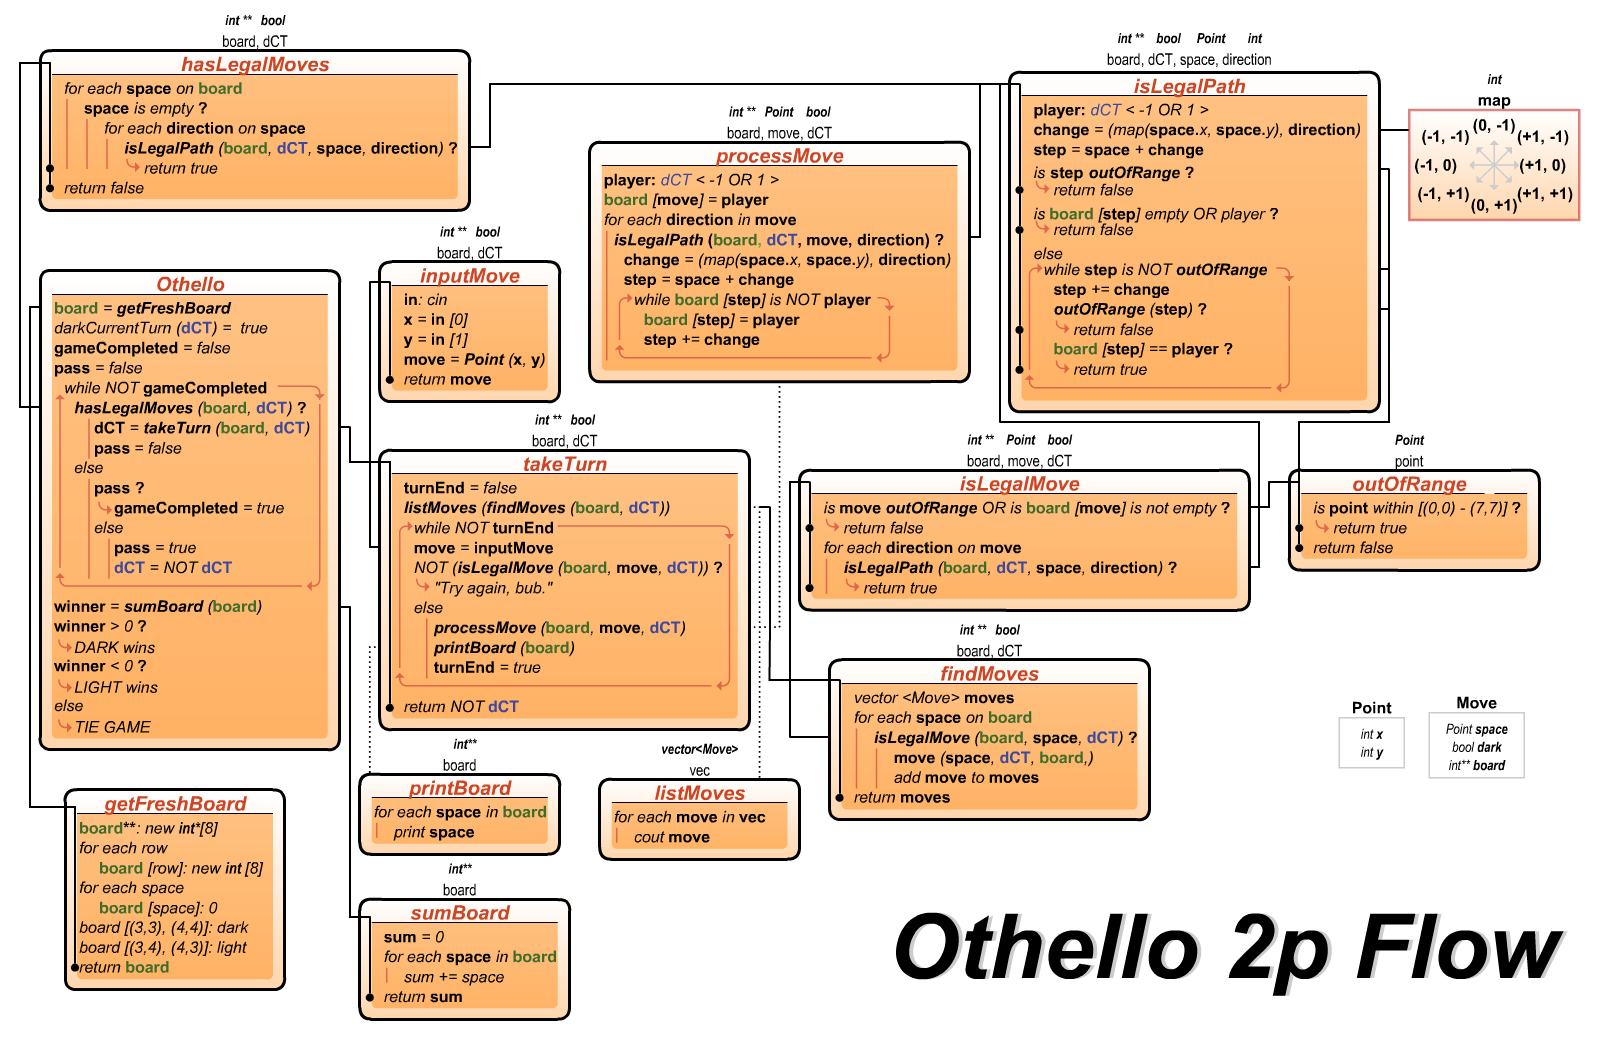 int ** bool
board, dCT
hasLegalMoves
for each space on board
space is empty ?
for each direction on space
isLegalPath (board, dCT, space, direction) ?
return true
return false
int ** Point bool
board, move, dCT
processMove
player: dCT < -1 OR 1 >
board [move] = player
for each direction in move
isLegalPath (board, dCT, move, direction) ?
change = (map(space.x, space.y), direction)
step = space + change
while board [step] is NOT player
board [step] = player
step += change
int ** bool Point int
board, dCT, space, direction
isLegalPath
player: dCT < -1 OR 1 >
change = (map(space.x, space.y), direction)
step = space + change
is step outOfRange ?
return false
is board [step] empty OR player ?
return false
else
while step is NOT outOfRange
step += change
outOfRange (step) ?
return false
board [step] == player ?
return true
int
map
(-1, -1) (0, -1) (+1, -1)
(-1, 0) (+1, 0)
(-1, +1) (0, +1) (+1, +1)
Othello
board = getFreshBoard
darkCurrentTurn (dCT) = true
gameCompleted = false
pass = false
while NOT gameCompleted
hasLegalMoves (board, dCT) ?
dCT = takeTurn (board, dCT)
pass = false
else
pass ?
gameCompleted = true
else
pass = true
dCT = NOT dCT
winner = sumBoard (board)
winner > 0 ?
DARK wins
winner < 0 ?
LIGHT wins
else
TIE GAME
int ** bool
board, dCT
inputMove
in: cin
x = in [0]
y = in [1]
move = Point (x, y)
return move
int ** bool
board, dCT
takeTurn
turnEnd = false
listMoves (findMoves (board, dCT))
while NOT turnEnd
move = inputMove
NOT (isLegalMove (board, move, dCT)) ?
"Try again, bub."
else
processMove (board, move, dCT)
printBoard (board)
turnEnd = true
return NOT dCT
int ** Point bool
board, move, dCT
isLegalMove
is move outOfRange OR is board [move] is not empty ?
return false
for each direction on move
isLegalPath (board, dCT, space, direction) ?
return true
Point
point
outOfRange
is point within [(0,0) - (7,7)] ?
return true
return false
int ** bool
board, dCT
findMoves
vector <Move> moves
for each space on board
isLegalMove (board, space, dCT) ?
move (space, dCT, board,)
add move to moves
return moves
Point
int x
int y
Move
Point space
bool dark
int** board
getFreshBoard
board**: new int*[8]
for each row
board [row]: new int [8]
for each space
board [space]: 0
board [(3,3), (4,4)]: dark
board [(3,4), (4,3)]: light
return board
int**
board
printBoard
for each space in board
print space
vector<Move>
vec
listMoves
for each move in vec
cout move
int**
board
sumBoard
sum = 0
for each space in board
sum += space
return sum
Othello 2p Flow